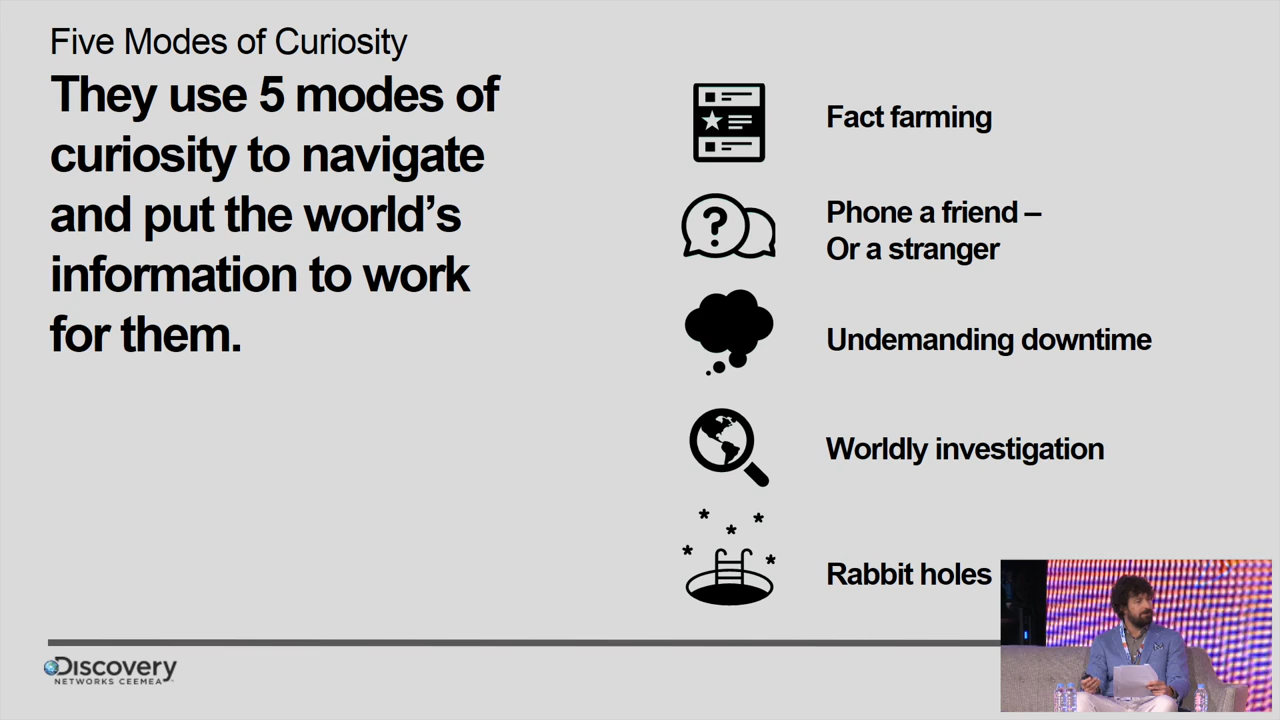 Five Modes of Curiosity
They use 5 modes of
curiosity to navigate
and put the world’s
information to work
for them.
Fact farming
Phone a friend –
Or a stranger
Undemanding downtime
Worldly investigation
Rabbit holes
Discovery
NETWORKS CEEMEA